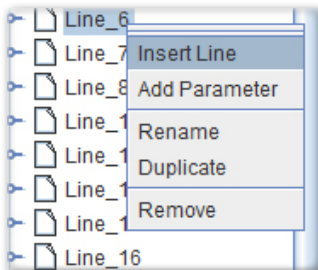 Line_6
Line_7
Insert Line
Line_8
Add Parameter
Line_1
Rename
Line_1
Duplicate
Line_1
Remove
Line_1
Line_16